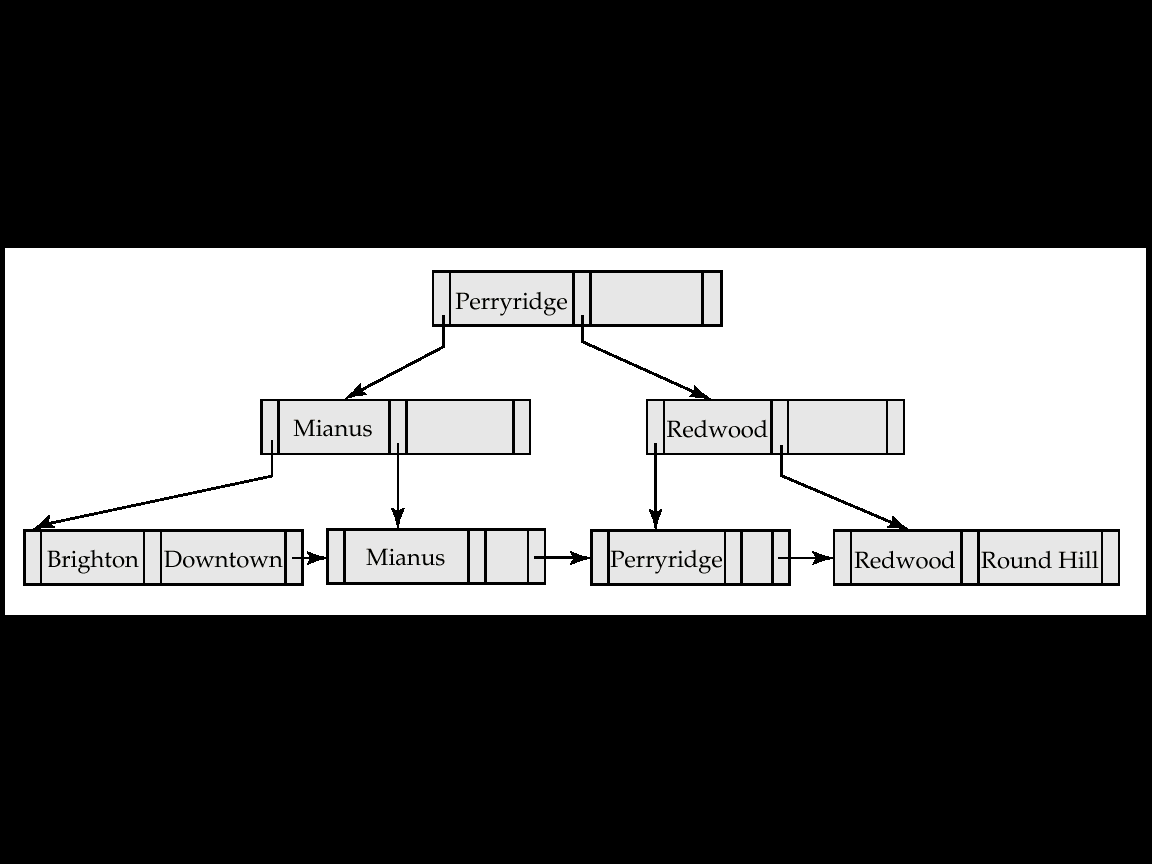 Perryridge
Mianus
Redwood
Brighton Downtown Mianus Perryridge Redwood Round Hill